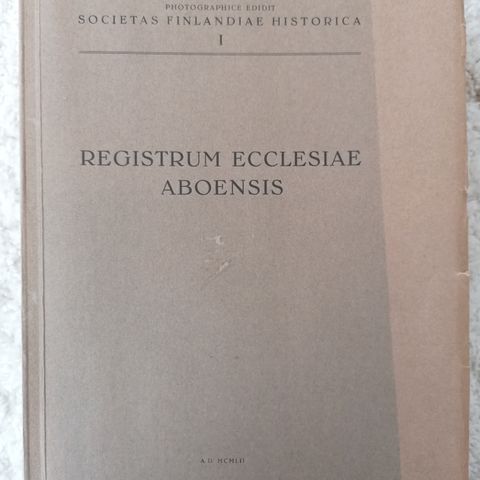 PHOTOGRAPHICE EDIDIT
SOCIETAS FINLANDIAE HISTORICA
I
REGISTRUM ECCLESIAE
ABOENSIS
A.D. MCMLII